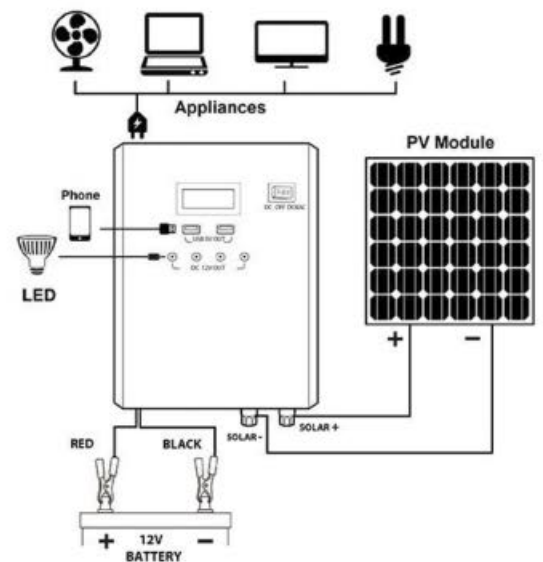 Appliances
PV Module
Phone
DC OFF DC&AC
USB 5V OUT
DC 12V OUT
LED
+ −
SOLAR- SOLAR +
RED BLACK
+ 12V −
BATTERY